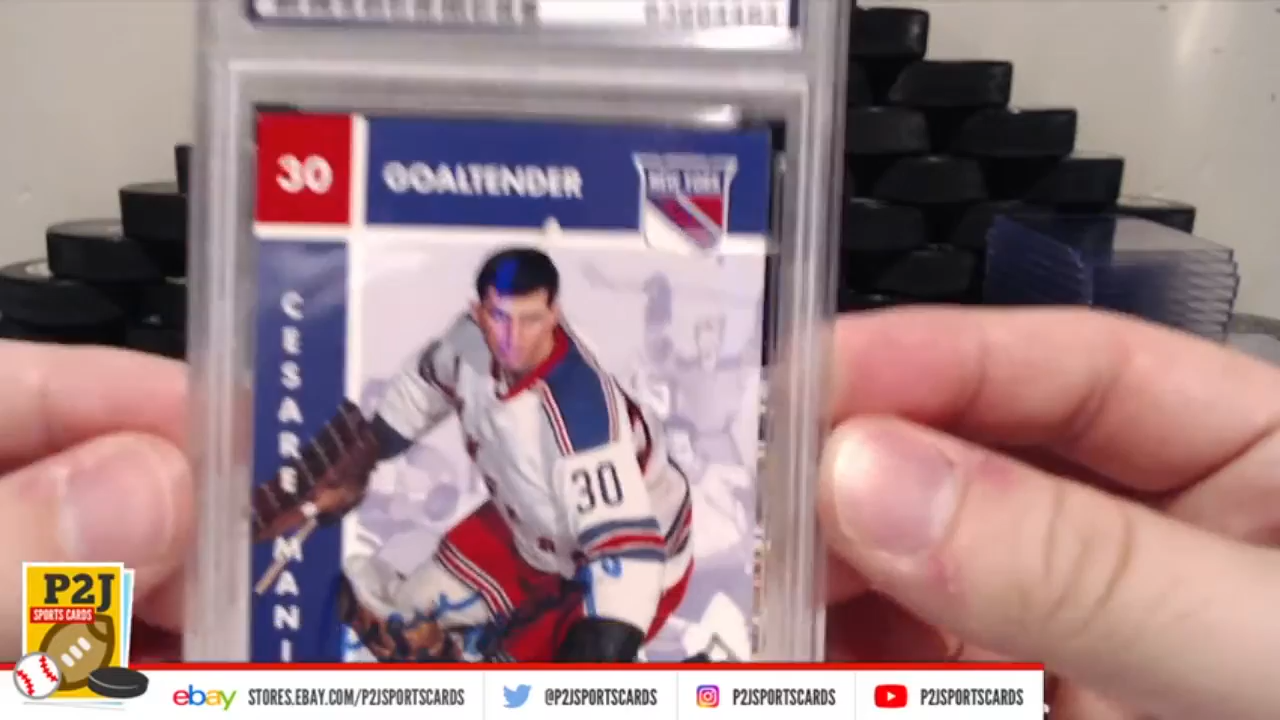 30
GOALTENDER
NEW YORK
CESARE MANI
30
P2J
SPORTS CARDS
ebay
STORES.EBAY.COM/P2JSPORTSCARDS
@P2JSPORTSCARDS
P2JSPORTSCARDS
P2JSPORTSCARDS